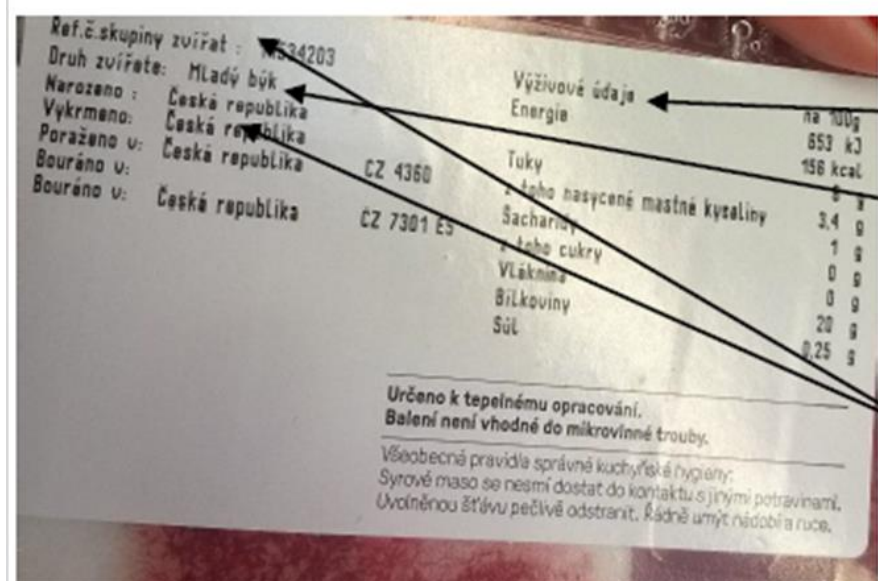 Ref.č.skupiny zvířat : 534203
Druh zvířete: Mladý býk
Narozeno : Česká republika
Vykrmeno: Česká republika
Poraženo v: Česká republika CZ 4360
Bouráno v:
Bouráno v: Česká republika CZ 7301 ES
Výživové údaje na 100g
Energie 653 kJ
156 kcal
Tuky 8 g
z toho nasycené mastné kyseliny 3,4 g
Sacharidy 1 g
z toho cukry 0 g
Vláknina 0 g
Bílkoviny 20 g
Sůl 0,25 g
Určeno k tepelnému opracování.
Balení není vhodné do mikrovlnné trouby.
Všeobecná pravidla správné kuchyňské hygieny:
Syrové maso se nesmí dostat do kontaktu s jinými potravinami.
Uvolněnou šťávu pečlivě odstranit. Řádně umýt nádobí a ruce.